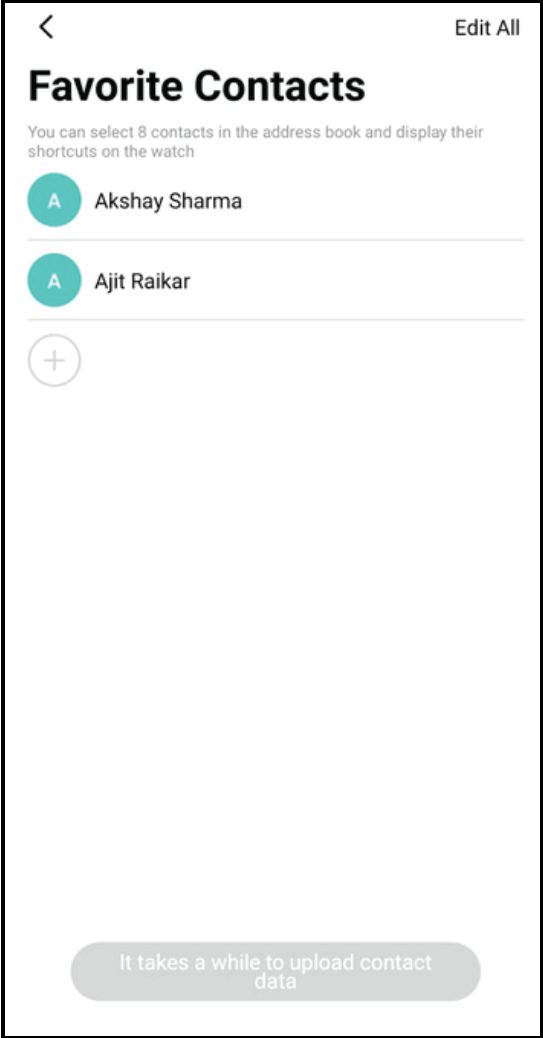 Edit All
Favorite Contacts
You can select 8 contacts in the address book and display their
shortcuts on the watch
A
Akshay Sharma
A
Ajit Raikar
It takes a while to upload contact
data